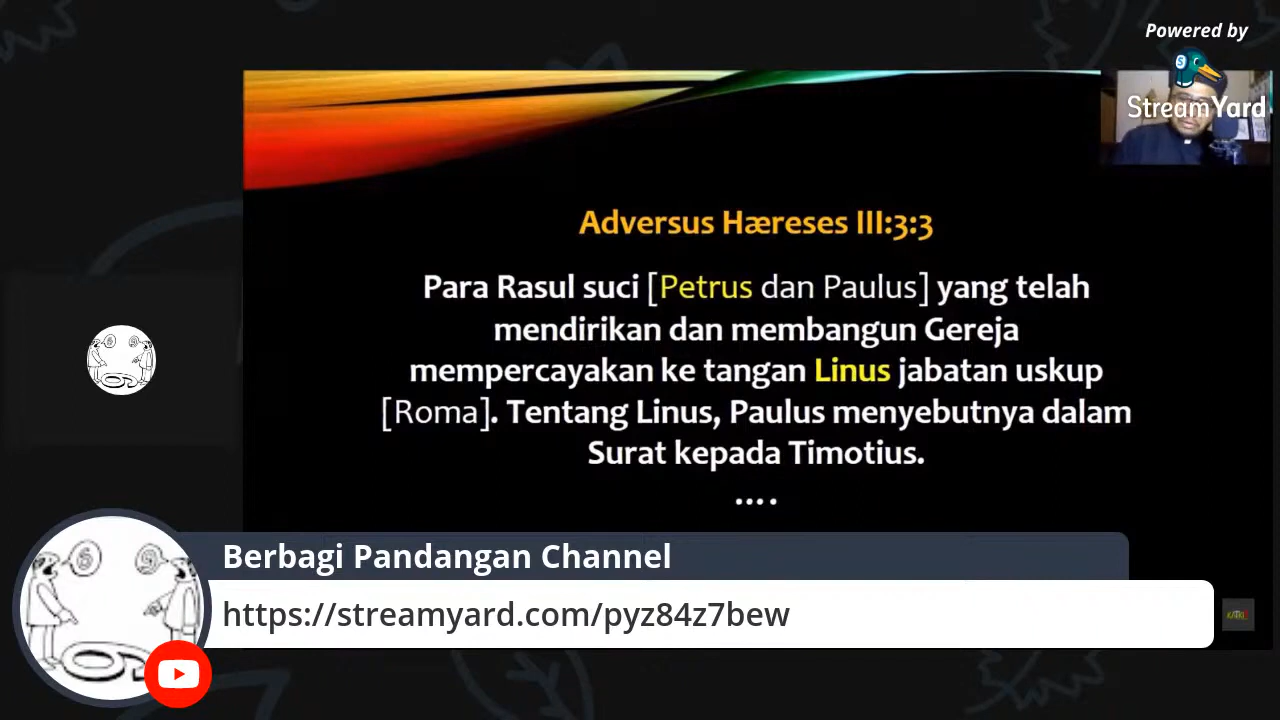 Powered by
StreamYard
Adversus Hæreses III:3:3
Para Rasul suci [Petrus dan Paulus] yang telah
mendirikan dan membangun Gereja
mempercayakan ke tangan Linus jabatan uskup
[Roma]. Tentang Linus, Paulus menyebutnya dalam
Surat kepada Timotius.
....
Berbagi Pandangan Channel
https://streamyard.com/pyz84z7bew